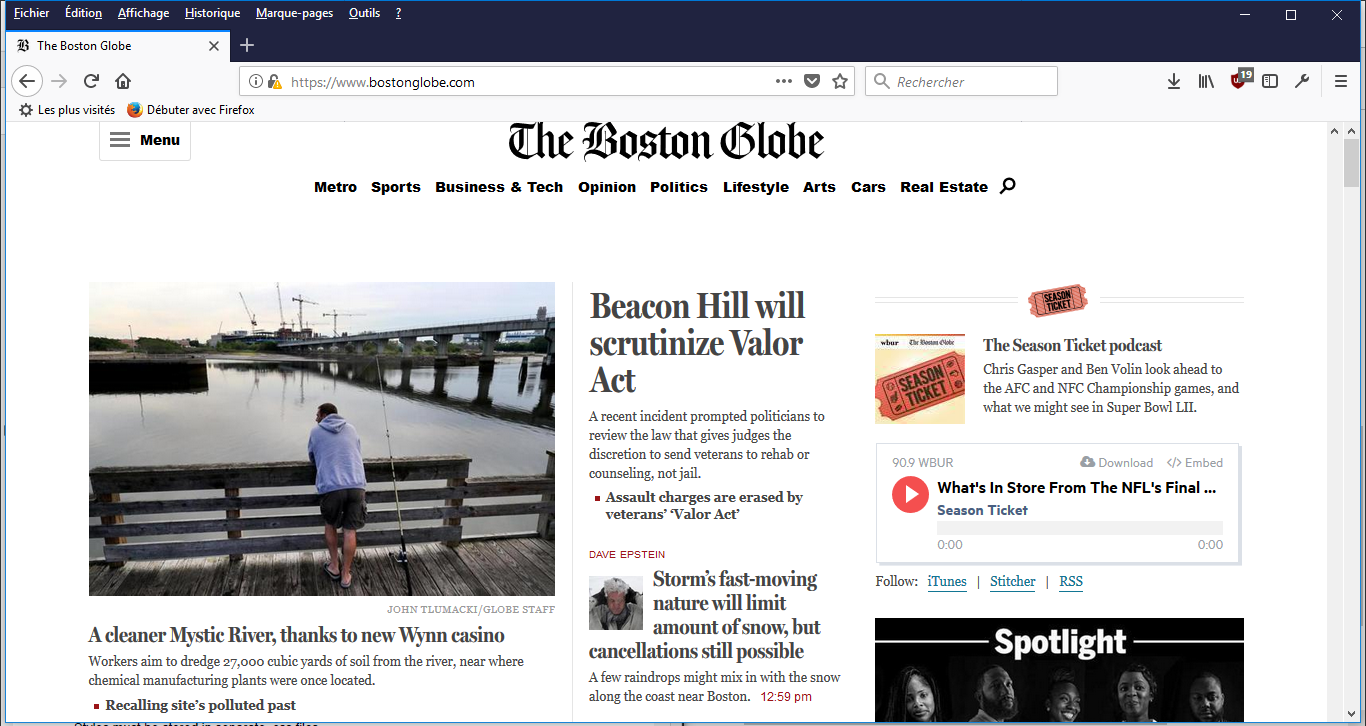 Fichier Édition Affichage Historique Marque-pages Outils ?
The Boston Globe
https://www.bostonglobe.com
Rechercher
19
Les plus visités Débuter avec Firefox
Menu
The Boston Globe
Metro Sports Business & Tech Opinion Politics Lifestyle Arts Cars Real Estate
JOHN TLUMACKI/GLOBE STAFF
A cleaner Mystic River, thanks to new Wynn casino
Workers aim to dredge 27,000 cubic yards of soil from the river, near where
chemical manufacturing plants were once located.
Recalling site's polluted past
Beacon Hill will
scrutinize Valor
Act
A recent incident prompted politicians to
review the law that gives judges the
discretion to send veterans to rehab or
counseling, not jail.
Assault charges are erased by
veterans' 'Valor Act'
DAVE EPSTEIN
Storm's fast-moving
nature will limit
amount of snow, but
cancellations still possible
A few raindrops might mix in with the snow
along the coast near Boston. 12:59 pm
SEASON
TICKET
wbur The Boston Globe
SEASON
TICKET
The Season Ticket podcast
Chris Gasper and Ben Volin look ahead to
the AFC and NFC Championship games, and
what we might see in Super Bowl LII.
90.9 WBUR Download </> Embed
What's In Store From The NFL's Final ...
Season Ticket
0:00 0:00
Follow: iTunes | Stitcher | RSS
Spotlight